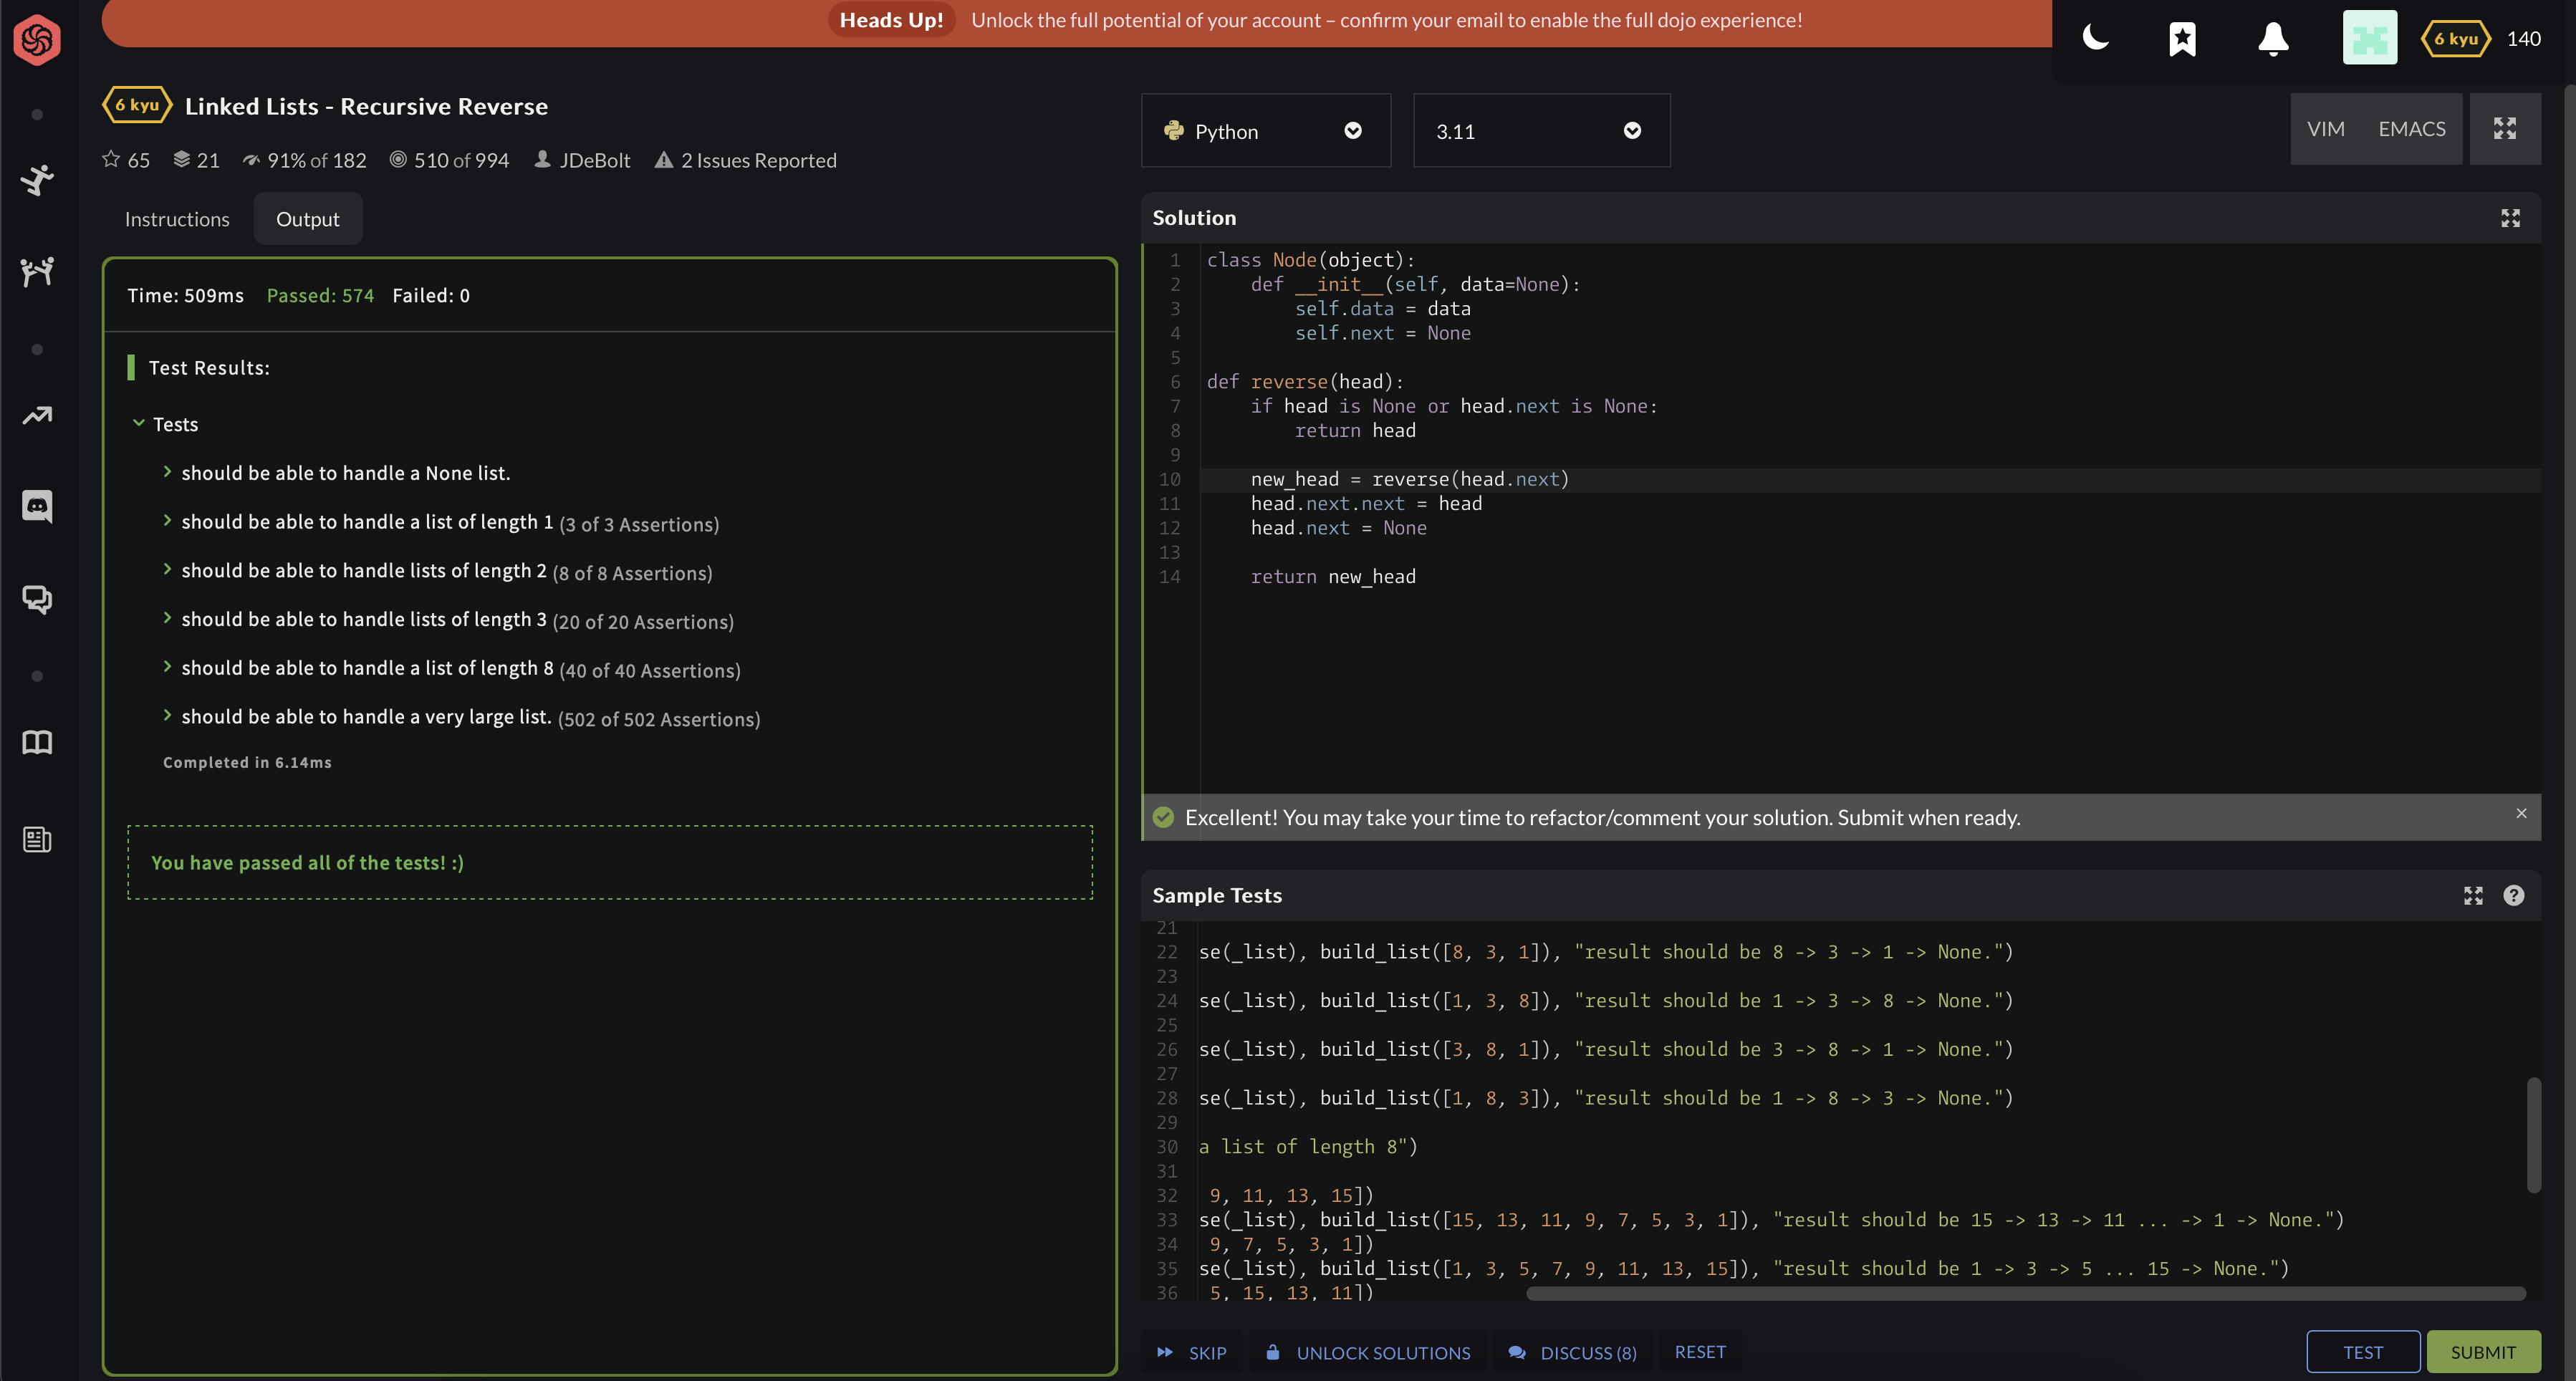 Heads Up! Unlock the full potential of your account – confirm your email to enable the full dojo experience!
6 kyu 140
6 kyu Linked Lists - Recursive Reverse
65 21 91% of 182 510 of 994 JDeBolt 2 Issues Reported
Instructions Output
Time: 509ms Passed: 574 Failed: 0
Test Results:
Tests
should be able to handle a None list.
should be able to handle a list of length 1 (3 of 3 Assertions)
should be able to handle lists of length 2 (8 of 8 Assertions)
should be able to handle lists of length 3 (20 of 20 Assertions)
should be able to handle a list of length 8 (40 of 40 Assertions)
should be able to handle a very large list. (502 of 502 Assertions)
Completed in 6.14ms
You have passed all of the tests! :)
Python 3.11 VIM EMACS
Solution
1 class Node(object):
2 def __init__(self, data=None):
3 self.data = data
4 self.next = None
5
6 def reverse(head):
7 if head is None or head.next is None:
8 return head
9
10 new_head = reverse(head.next)
11 head.next.next = head
12 head.next = None
13
14 return new_head
Excellent! You may take your time to refactor/comment your solution. Submit when ready.
Sample Tests
21
22 se(_list), build_list([8, 3, 1]), "result should be 8 -> 3 -> 1 -> None.")
23
24 se(_list), build_list([1, 3, 8]), "result should be 1 -> 3 -> 8 -> None.")
25
26 se(_list), build_list([3, 8, 1]), "result should be 3 -> 8 -> 1 -> None.")
27
28 se(_list), build_list([1, 8, 3]), "result should be 1 -> 8 -> 3 -> None.")
29
30 a list of length 8")
31
32 9, 11, 13, 15])
33 se(_list), build_list([15, 13, 11, 9, 7, 5, 3, 1]), "result should be 15 -> 13 -> 11 ... -> 1 -> None.")
34 9, 7, 5, 3, 1])
35 se(_list), build_list([1, 3, 5, 7, 9, 11, 13, 15]), "result should be 1 -> 3 -> 5 ... 15 -> None.")
36 5, 15, 13, 11])
SKIP UNLOCK SOLUTIONS DISCUSS (8) RESET TEST SUBMIT